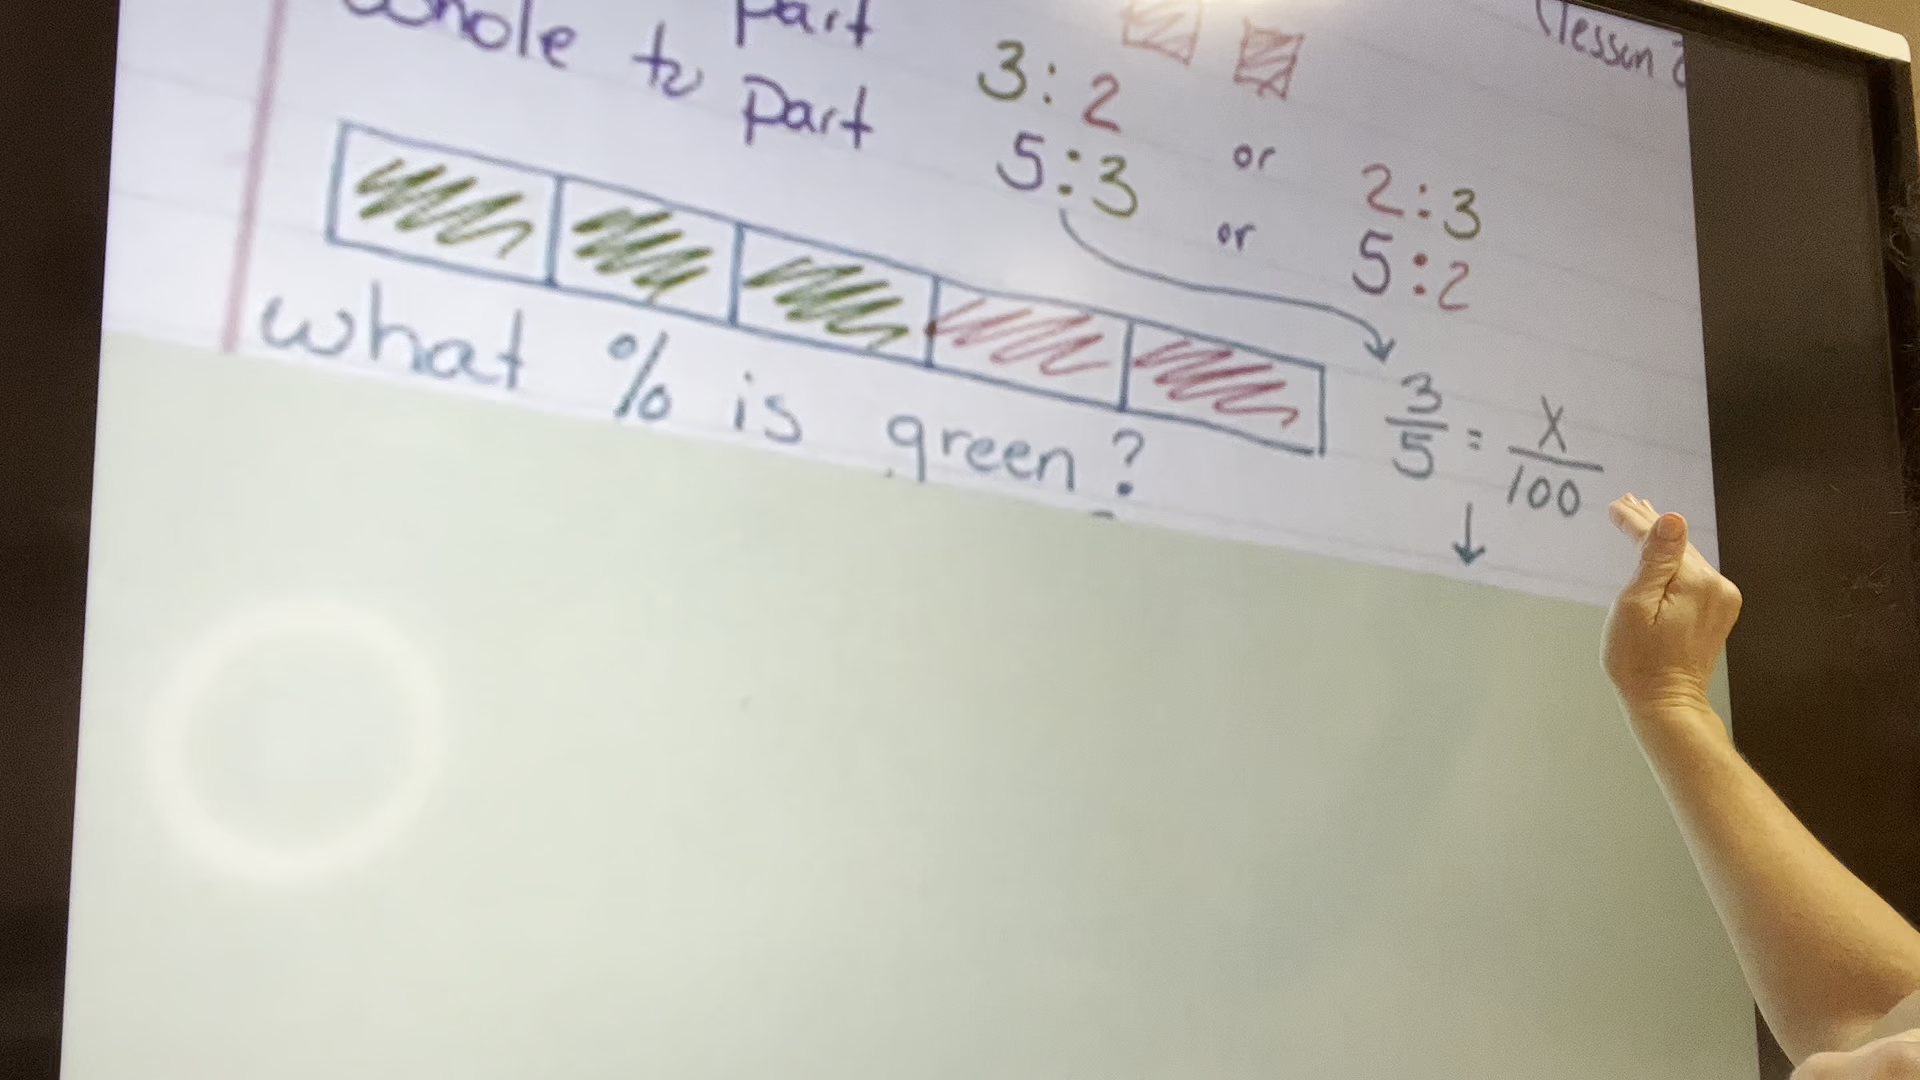 (lesson
Part 3:2 or 2:3
whole to Part 5:3 or 5:2
3/5 = X/100
what % is green?